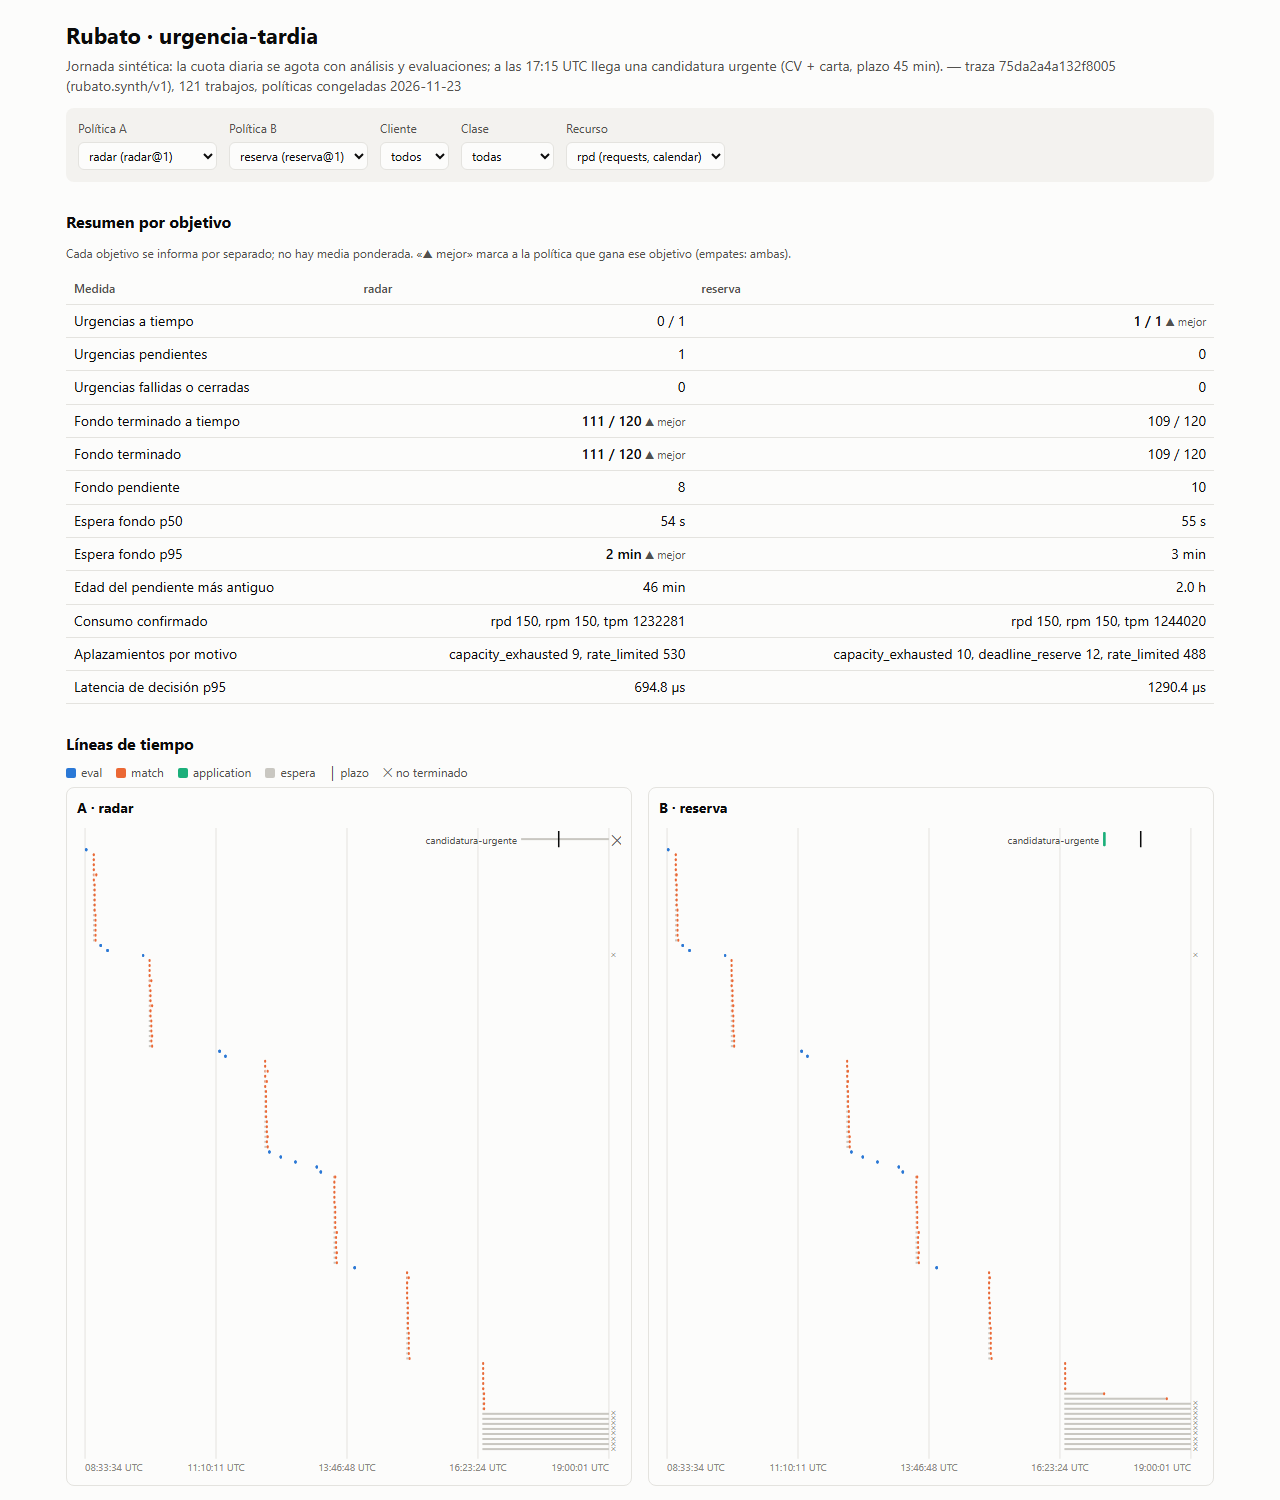 Rubato · urgencia-tardia
Jornada sintética: la cuota diaria se agota con análisis y evaluaciones; a las 17:15 UTC llega una candidatura urgente (CV + carta, plazo 45 min). — traza 75da2a4a132f8005
(rubato.synth/v1), 121 trabajos, políticas congeladas 2026-11-23
Política A Política B Cliente Clase Recurso
radar (radar@1) reserva (reserva@1) todos todas rpd (requests, calendar)
Resumen por objetivo
Cada objetivo se informa por separado; no hay media ponderada. «▲ mejor» marca a la política que gana ese objetivo (empates: ambas).
Medida radar reserva
Urgencias a tiempo 0 / 1 1 / 1 ▲ mejor
Urgencias pendientes 1 0
Urgencias fallidas o cerradas 0 0
Fondo terminado a tiempo 111 / 120 ▲ mejor 109 / 120
Fondo terminado 111 / 120 ▲ mejor 109 / 120
Fondo pendiente 8 10
Espera fondo p50 54 s 55 s
Espera fondo p95 2 min ▲ mejor 3 min
Edad del pendiente más antiguo 46 min 2.0 h
Consumo confirmado rpd 150, rpm 150, tpm 1232281 rpd 150, rpm 150, tpm 1244020
Aplazamientos por motivo capacity_exhausted 9, rate_limited 530 capacity_exhausted 10, deadline_reserve 12, rate_limited 488
Latencia de decisión p95 694.8 µs 1290.4 µs
Líneas de tiempo
eval match application espera plazo no terminado
A · radar
candidatura-urgente
08:33:34 UTC 11:10:11 UTC 13:46:48 UTC 16:23:24 UTC 19:00:01 UTC
B · reserva
candidatura-urgente
08:33:34 UTC 11:10:11 UTC 13:46:48 UTC 16:23:24 UTC 19:00:01 UTC